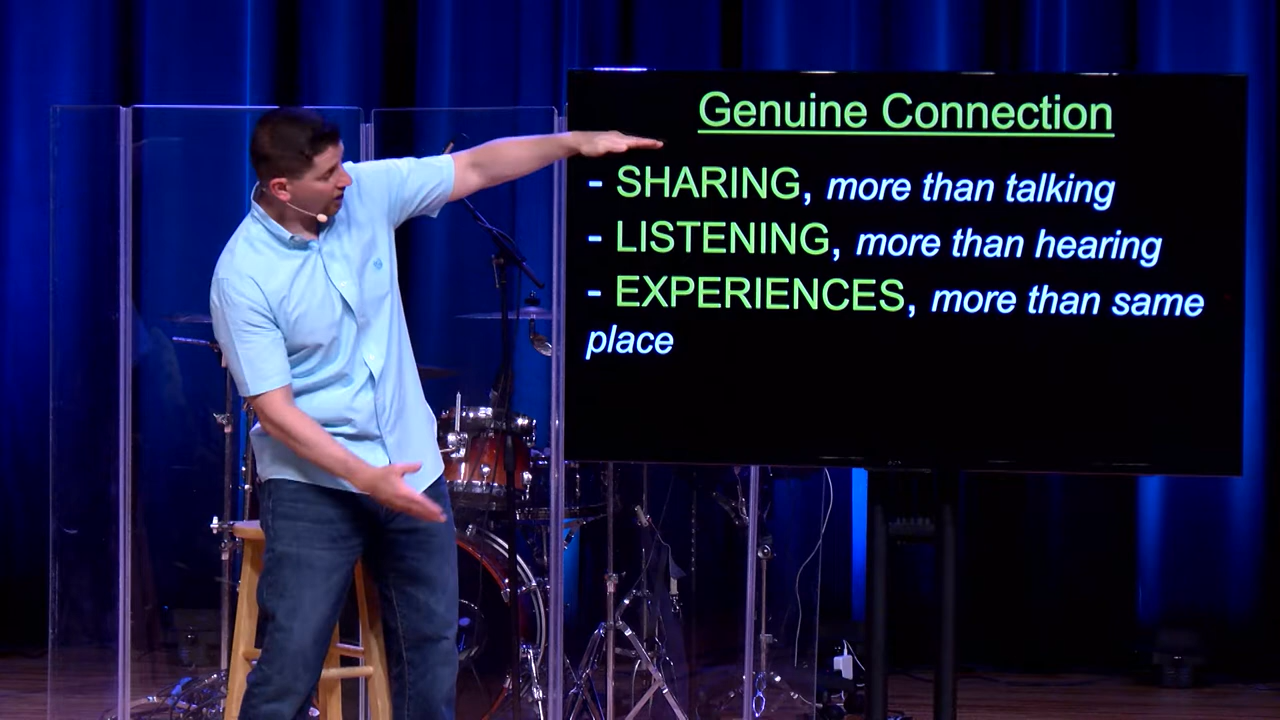 Genuine Connection
- SHARING, more than talking
- LISTENING, more than hearing
- EXPERIENCES, more than same
place